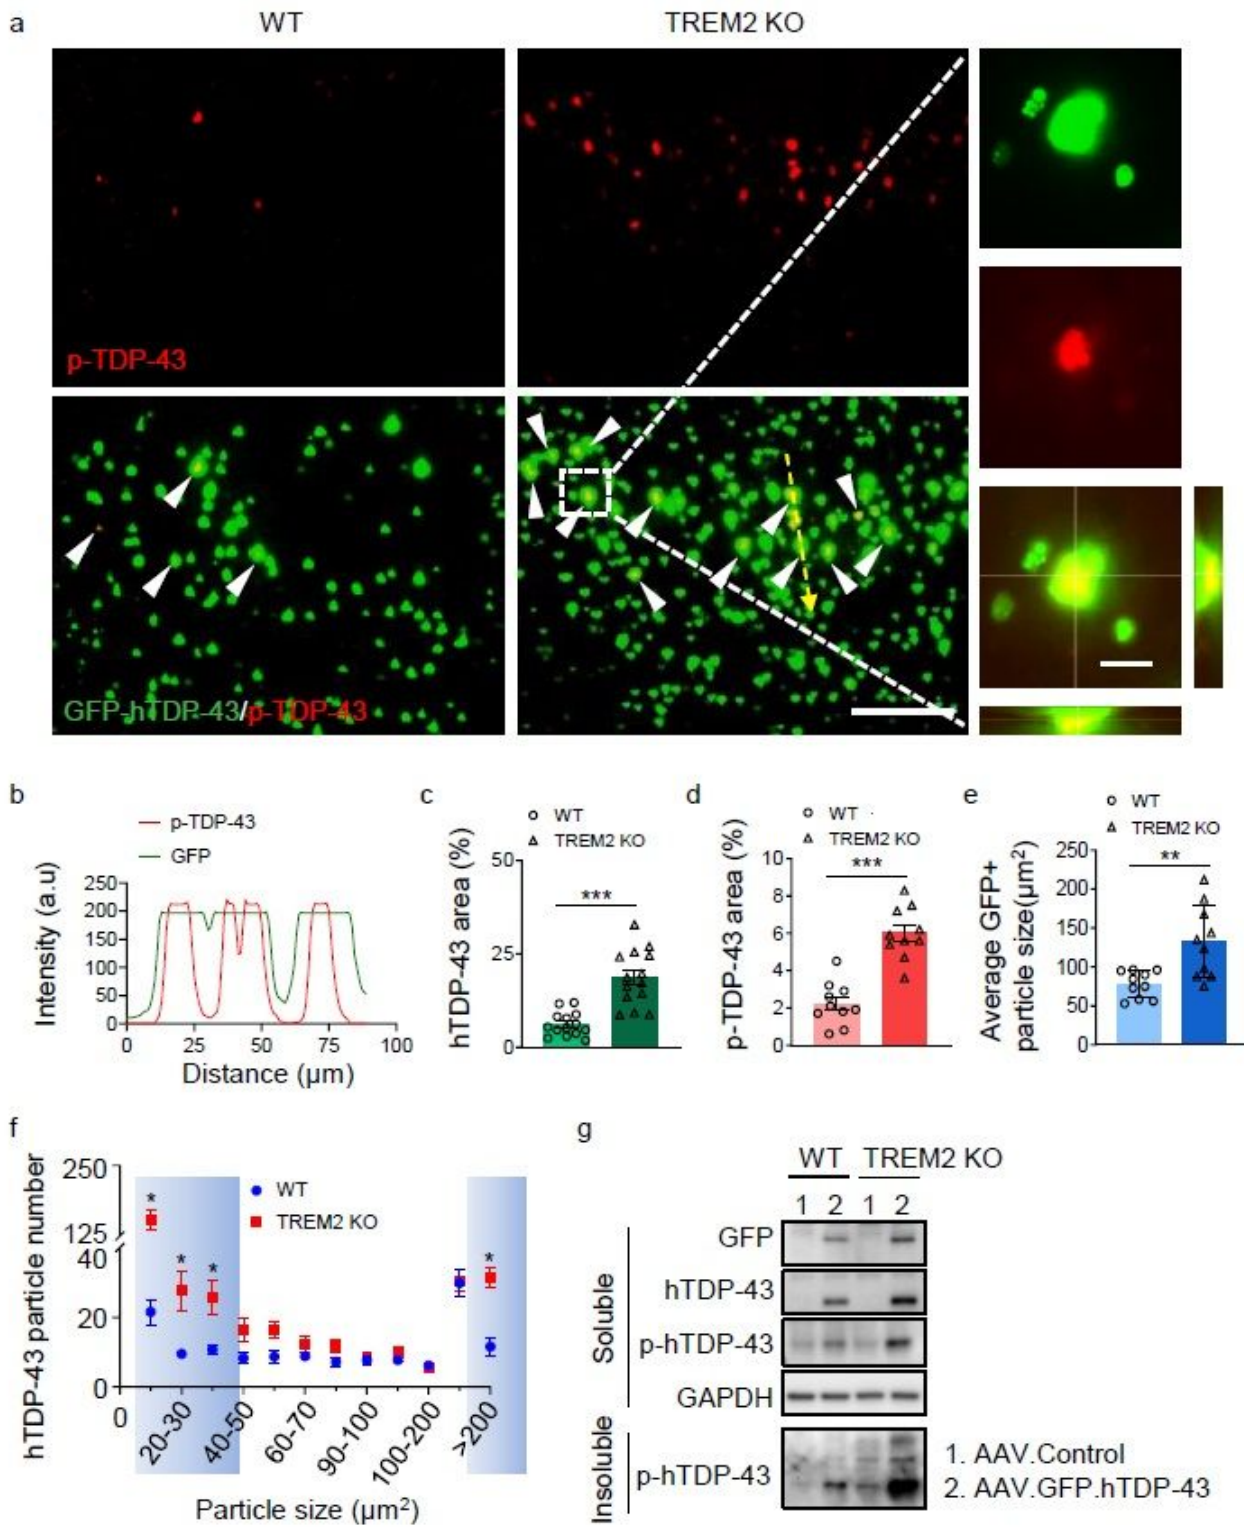 a
WT
TREM2 KO
p-TDP-43
GFP-hTDP-43/p-TDP-43
b
p-TDP-43
GFP
Intensity (a.u)
250
200
150
100
50
0
0 25 50 75 100
Distance (µm)
c
WT
TREM2 KO
hTDP-43 area (%)
50
25
0
***
d
WT
TREM2 KO
p-TDP-43 area (%)
10
8
6
4
2
0
***
e
WT
TREM2 KO
Average GFP+
particle size(µm²)
250
200
150
100
50
0
**
f
hTDP-43 particle number
250
125
40
20
0
WT
TREM2 KO
*
*
*
*
0 20-30 40-50 60-70 90-100 100-200 >200
Particle size (µm²)
g
WT TREM2 KO
1 2 1 2
Soluble
GFP
hTDP-43
p-hTDP-43
GAPDH
Insoluble
p-hTDP-43
1. AAV.Control
2. AAV.GFP.hTDP-43